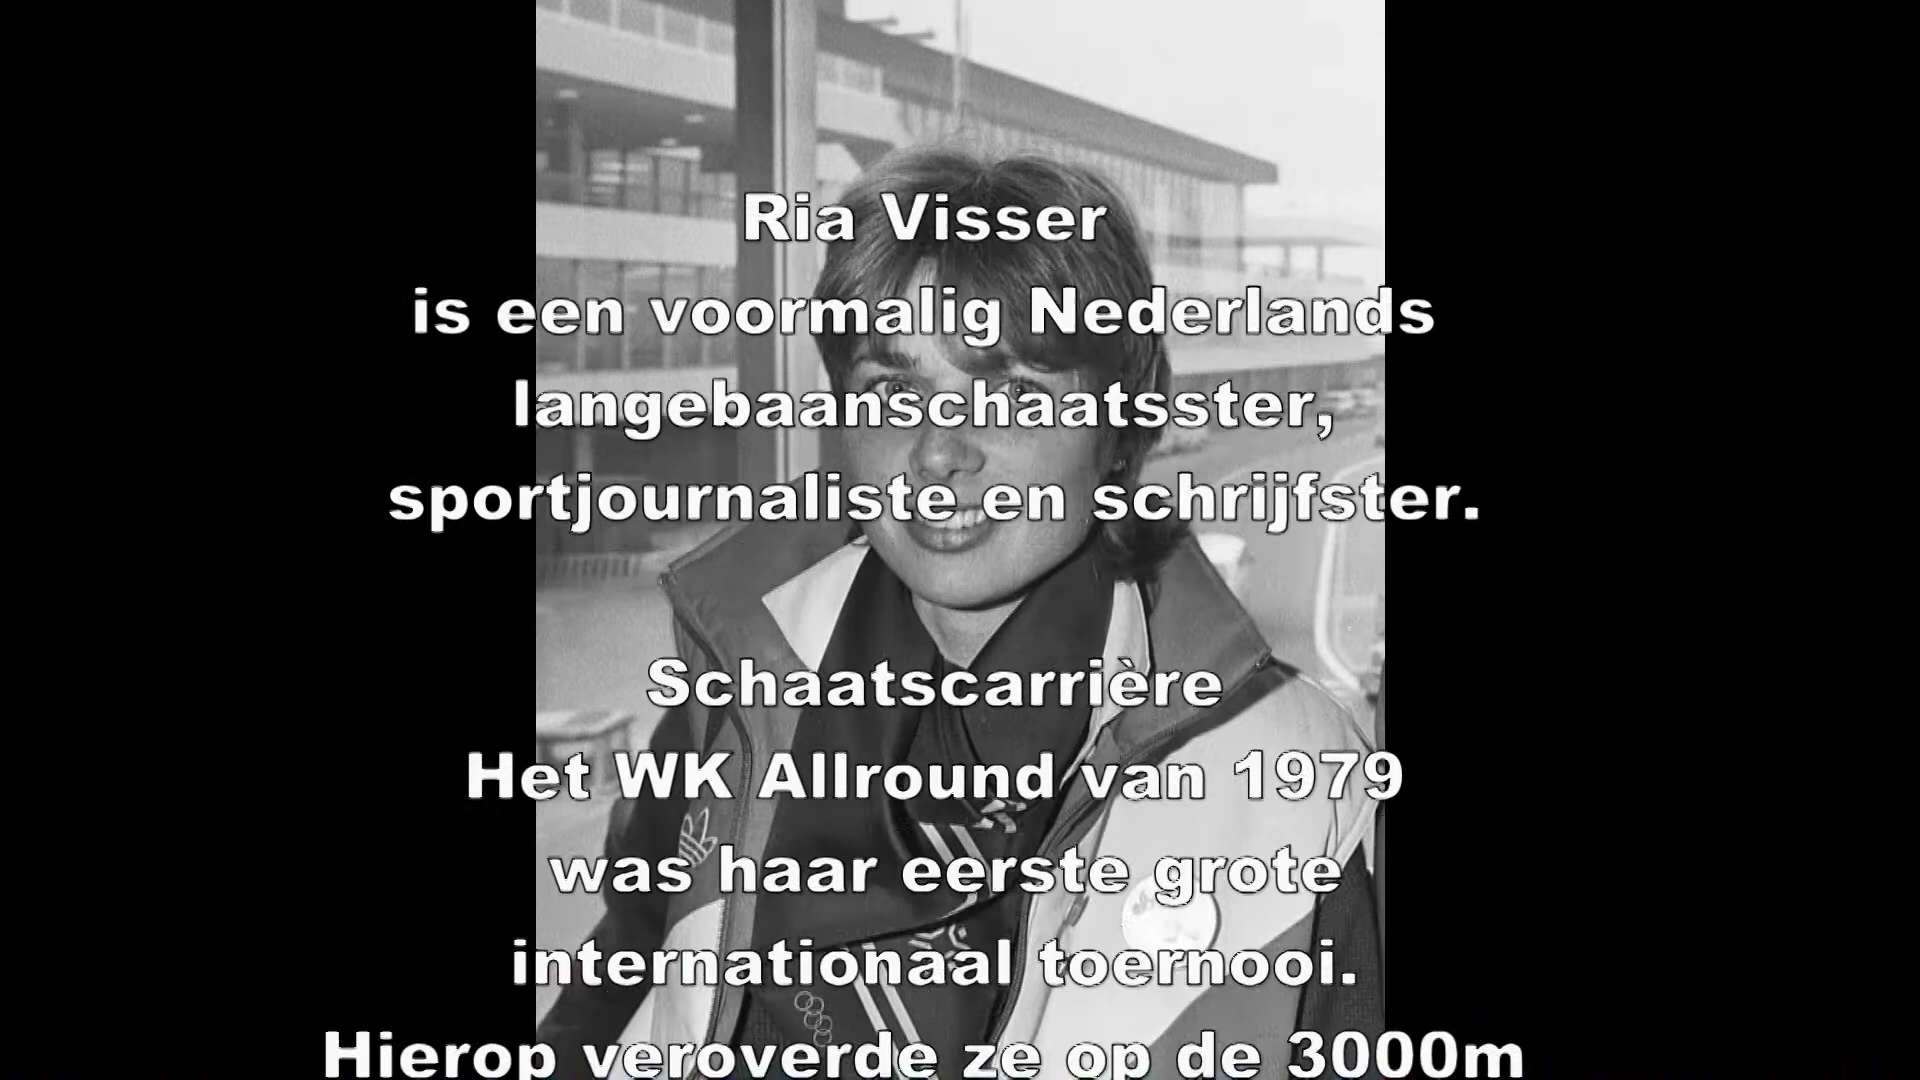 Ria Visser
is een voormalig Nederlands
langebaanschaatsster,
sportjournaliste en schrijfster.
Schaatscarrière
Het WK Allround van 1979
was haar eerste grote
internationaal toernooi.
Hierop veroverde ze op de 3000m